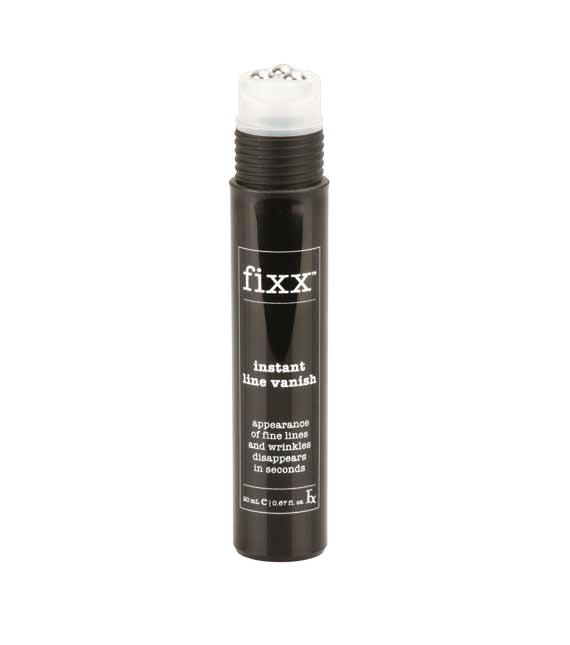 fixx™
instant
line vanish
appearance
of fine lines
and wrinkles
disappears
in seconds
20 mL ℮ | 0.67 fl. oz. Fx